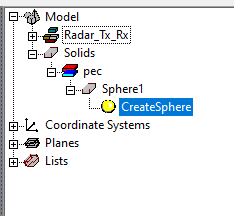 Model
Radar_Tx_Rx
Solids
pec
Sphere1
CreateSphere
Coordinate Systems
Planes
Lists